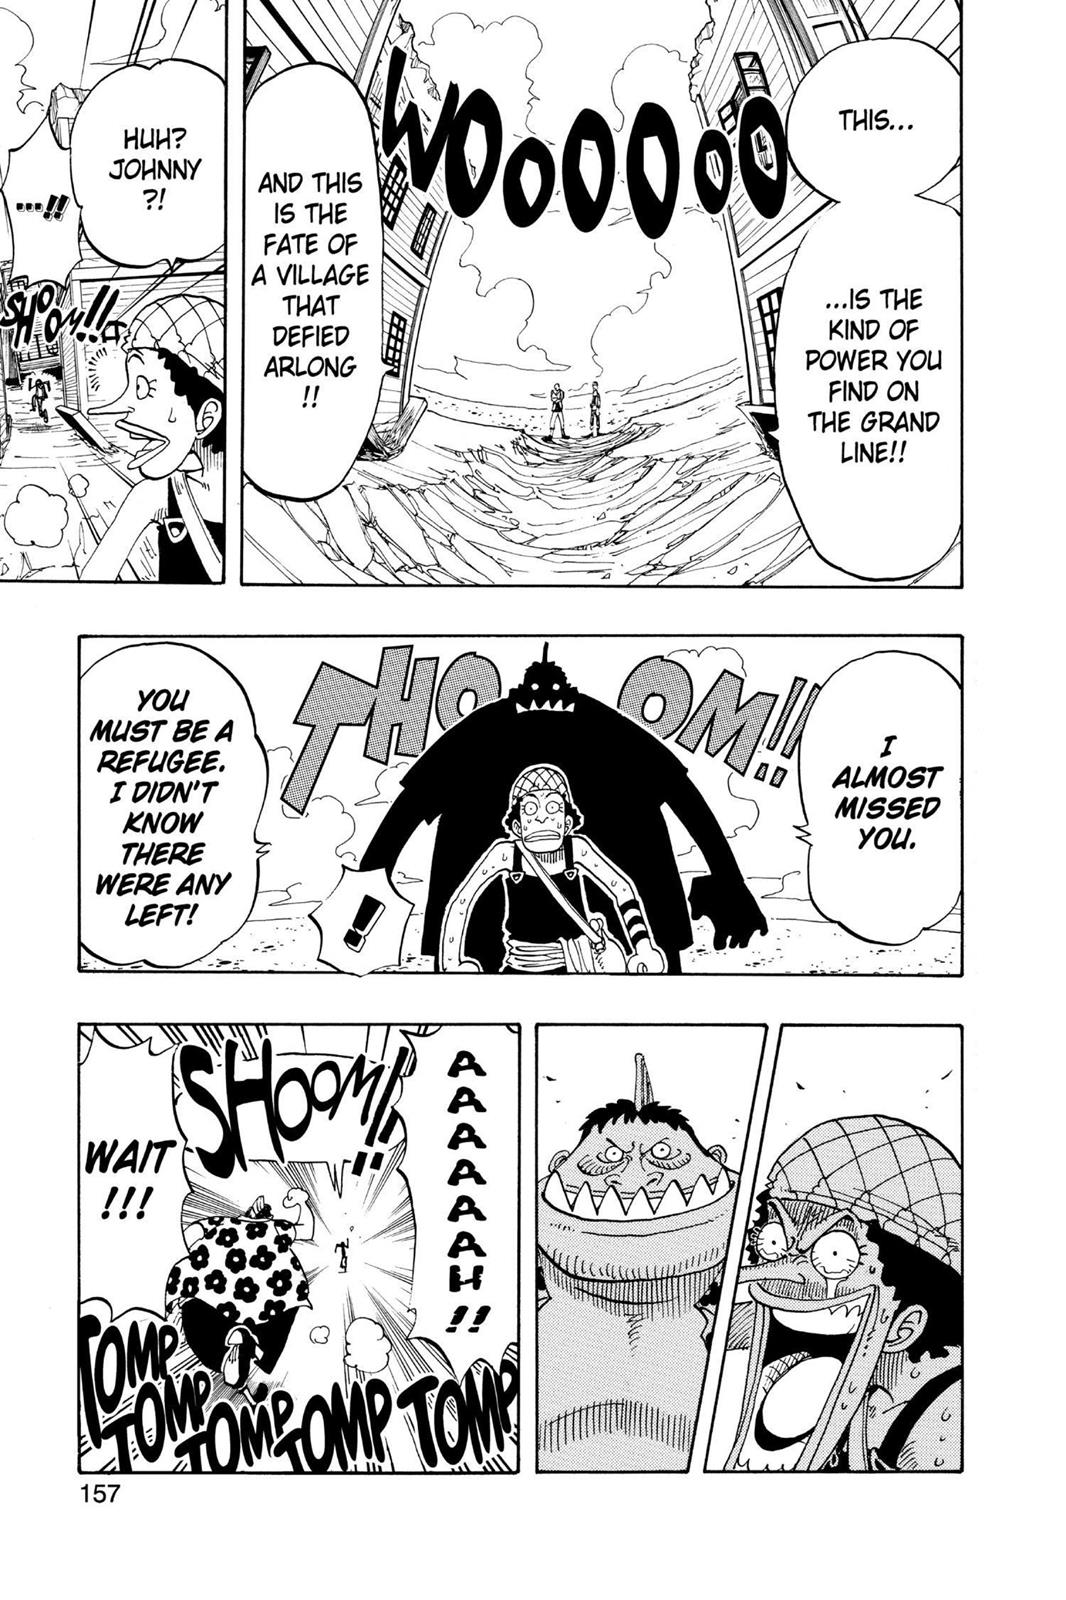 THIS...
...IS THE
KIND OF
POWER YOU
FIND ON
THE GRAND
LINE!!
WOOOOOO
AND THIS
IS THE
FATE OF
A VILLAGE
THAT
DEFIED
ARLONG
!!
HUH?
JOHNNY
?!
...!!
SHOOM!!
I
ALMOST
MISSED
YOU.
THOOOM!!
!
YOU
MUST BE A
REFUGEE.
I DIDN'T
KNOW
THERE
WERE ANY
LEFT!
AAAAAAAH!!
SHOOM!!
WAIT
!!!
TOMP
TOMP
TOMP
TOMP
TOMP
157